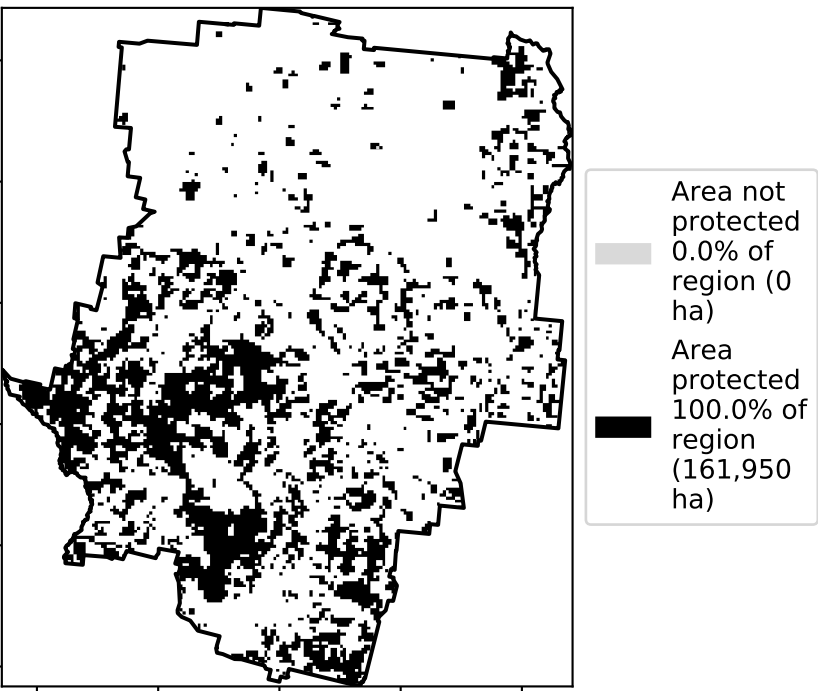 Area not
protected
0.0% of
region (0
ha)
Area
protected
100.0% of
region
(161,950
ha)